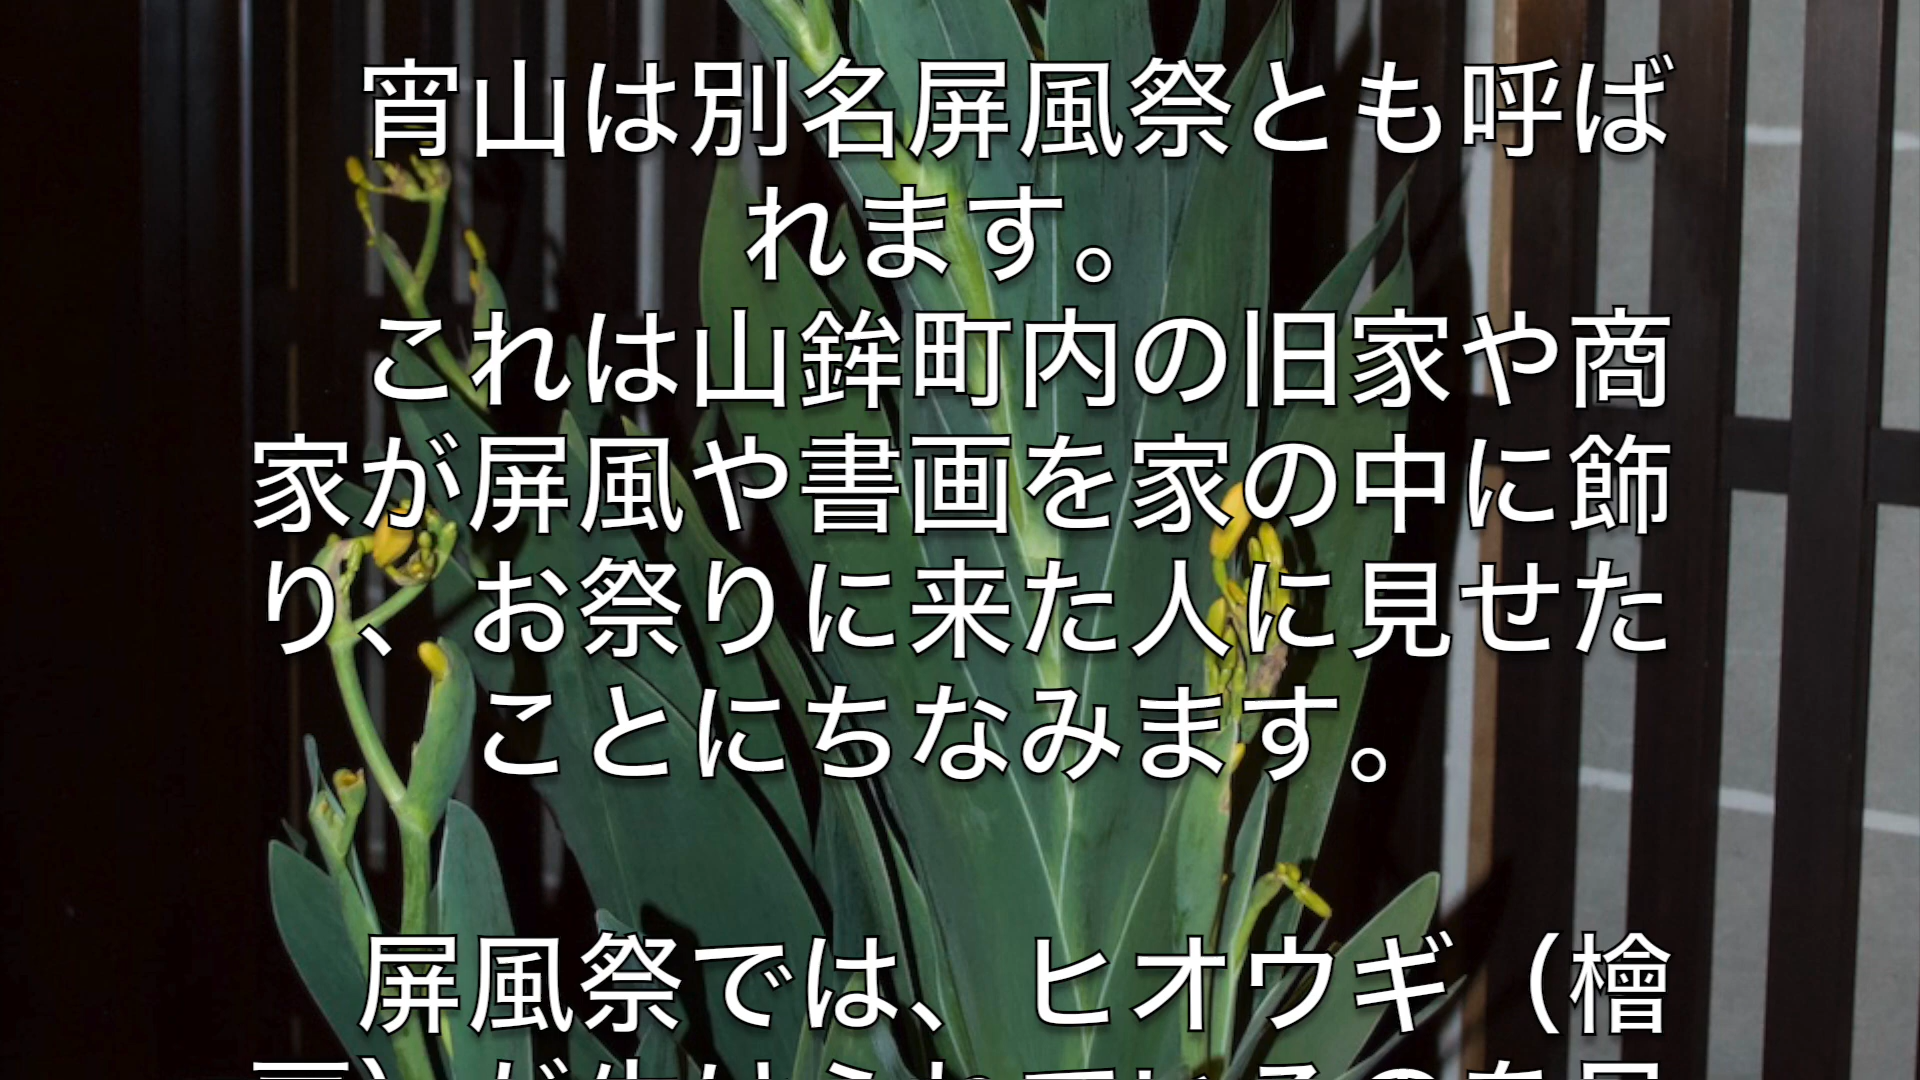 宵山は別名屏風祭とも呼ば
れます。
これは山鉾町内の旧家や商
家が屏風や書画を家の中に飾
り、お祭りに来た人に見せた
ことにちなみます。
屏風祭では、ヒオウギ（檜